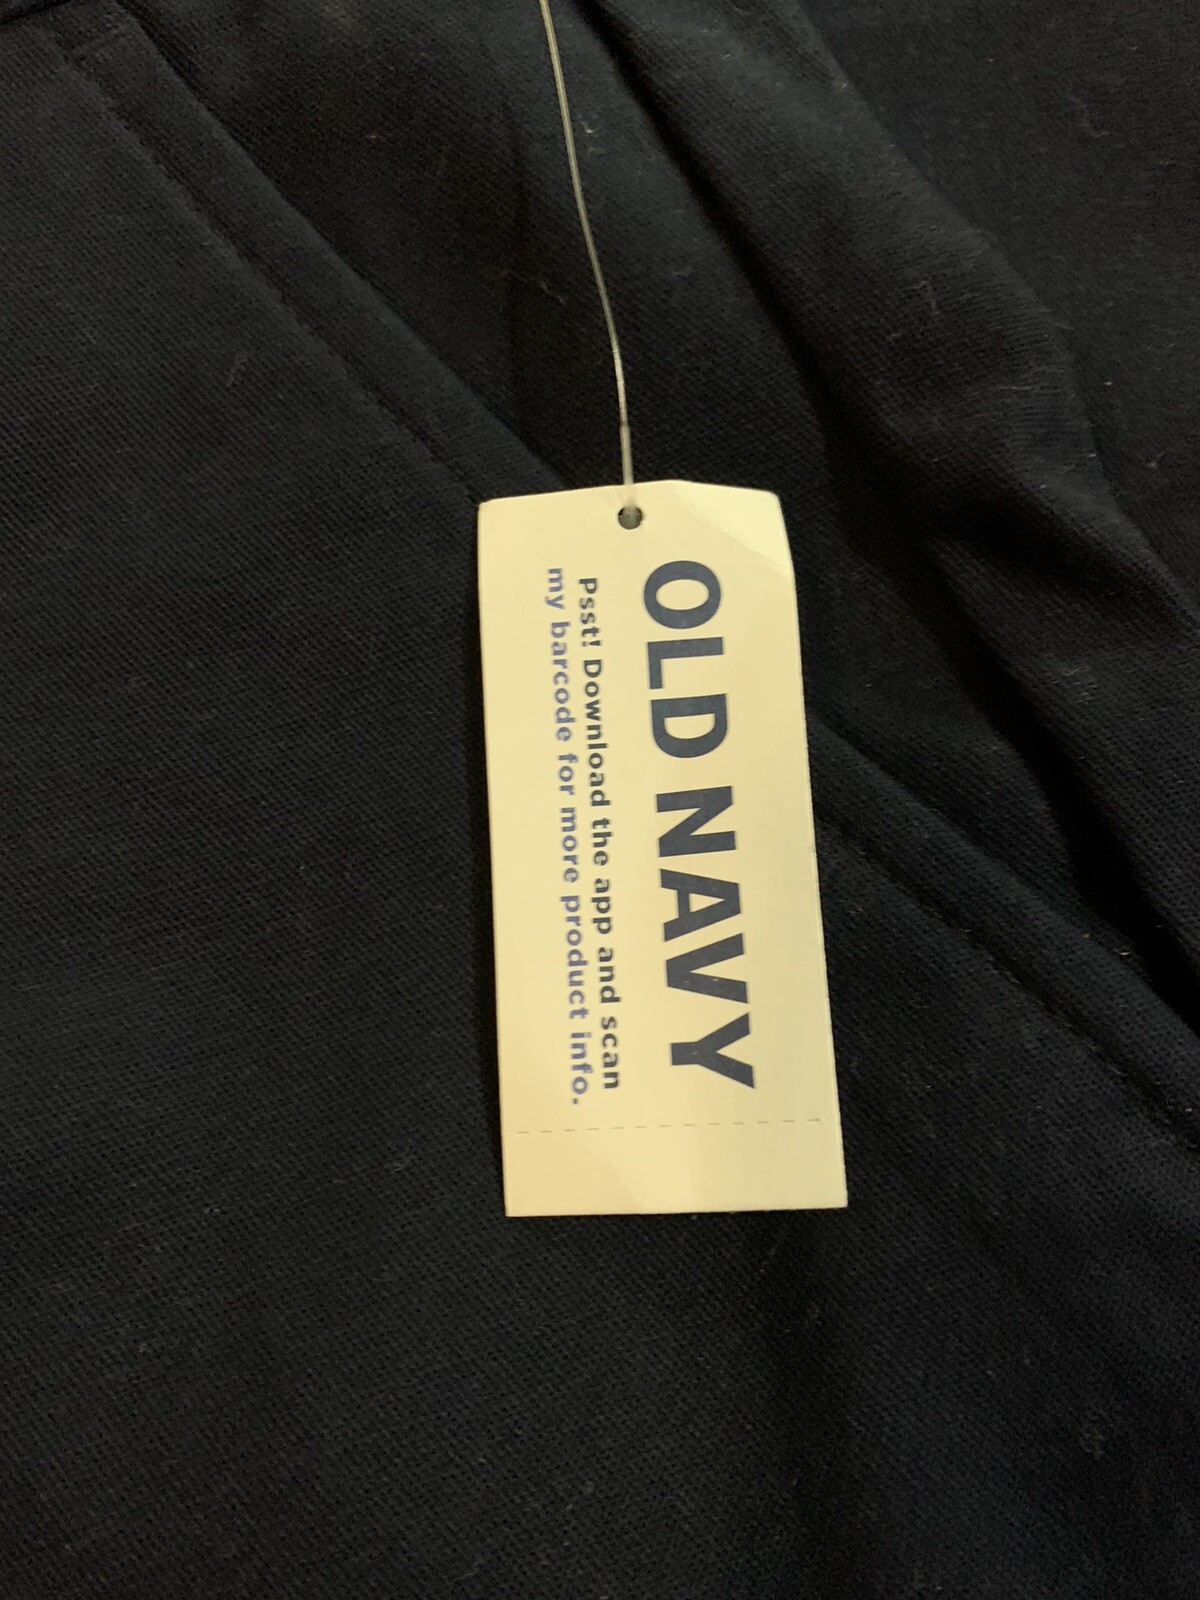 OLD NAVY
Psst! Download the app and scan
my barcode for more product info.